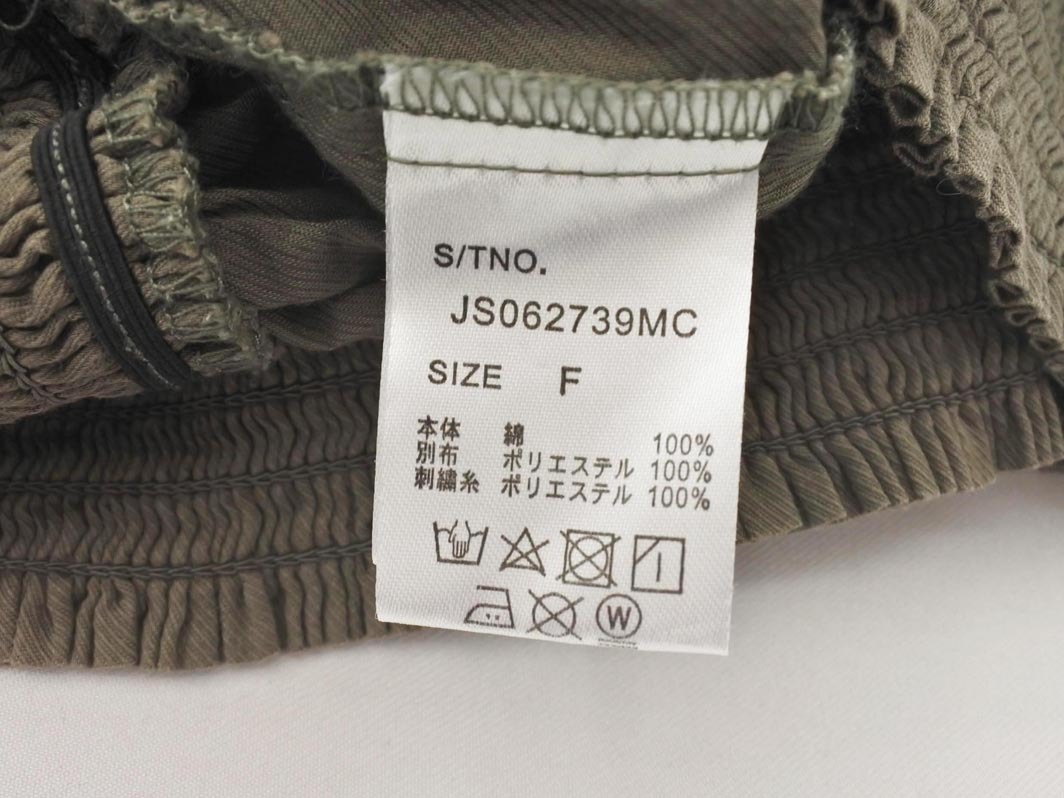 S/TNO.
JS062739MC
SIZE F
本体 綿 100%
別布 ポリエステル 100%
刺繍糸 ポリエステル 100%
W